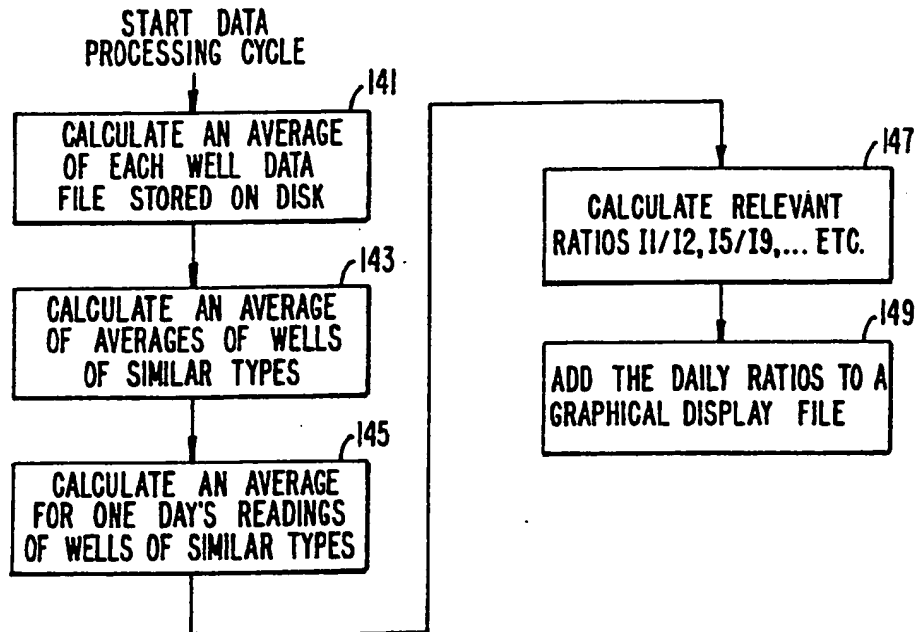 START DATA
PROCESSING CYCLE
141
CALCULATE AN AVERAGE
OF EACH WELL DATA
FILE STORED ON DISK
143
CALCULATE AN AVERAGE
OF AVERAGES OF WELLS
OF SIMILAR TYPES
145
CALCULATE AN AVERAGE
FOR ONE DAY'S READINGS
OF WELLS OF SIMILAR TYPES
147
CALCULATE RELEVANT
RATIOS I1/I2, I5/I9,... ETC.
149
ADD THE DAILY RATIOS TO A
GRAPHICAL DISPLAY FILE